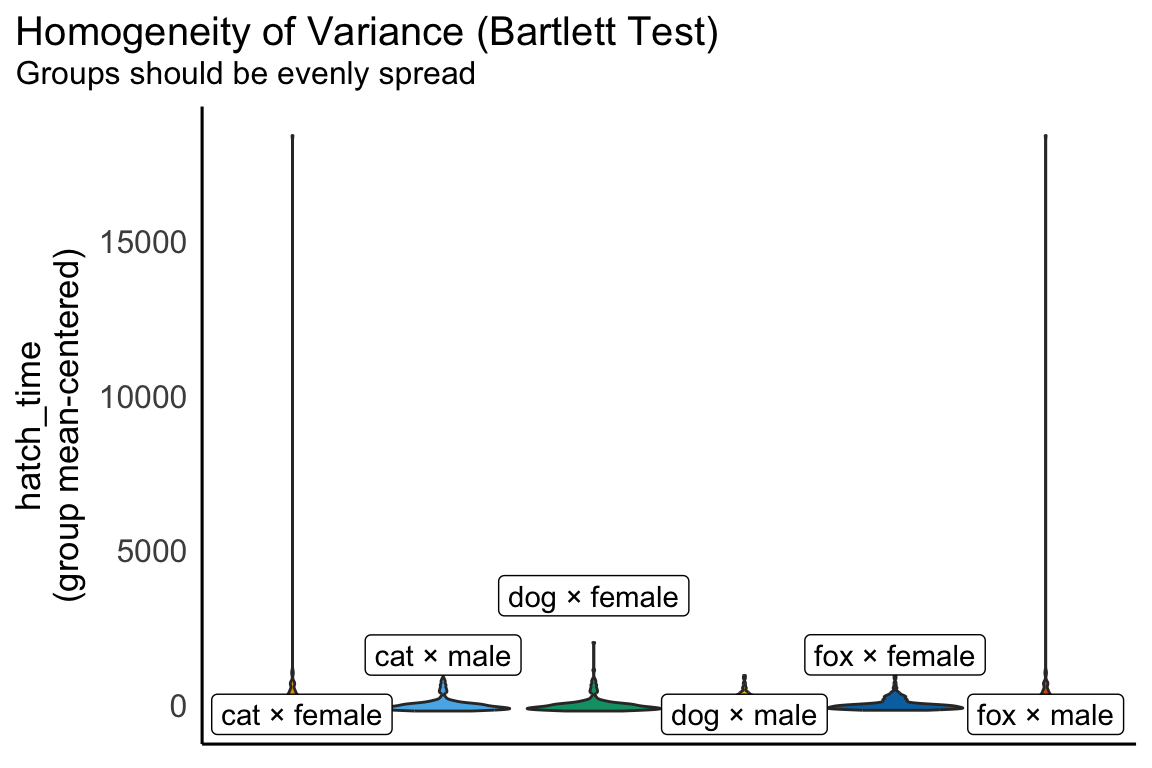 Homogeneity of Variance (Bartlett Test)
Groups should be evenly spread
hatch_time
(group mean-centered)
15000
10000
5000
0
dog × female
cat × male
fox × female
cat × female
dog × male
fox × male